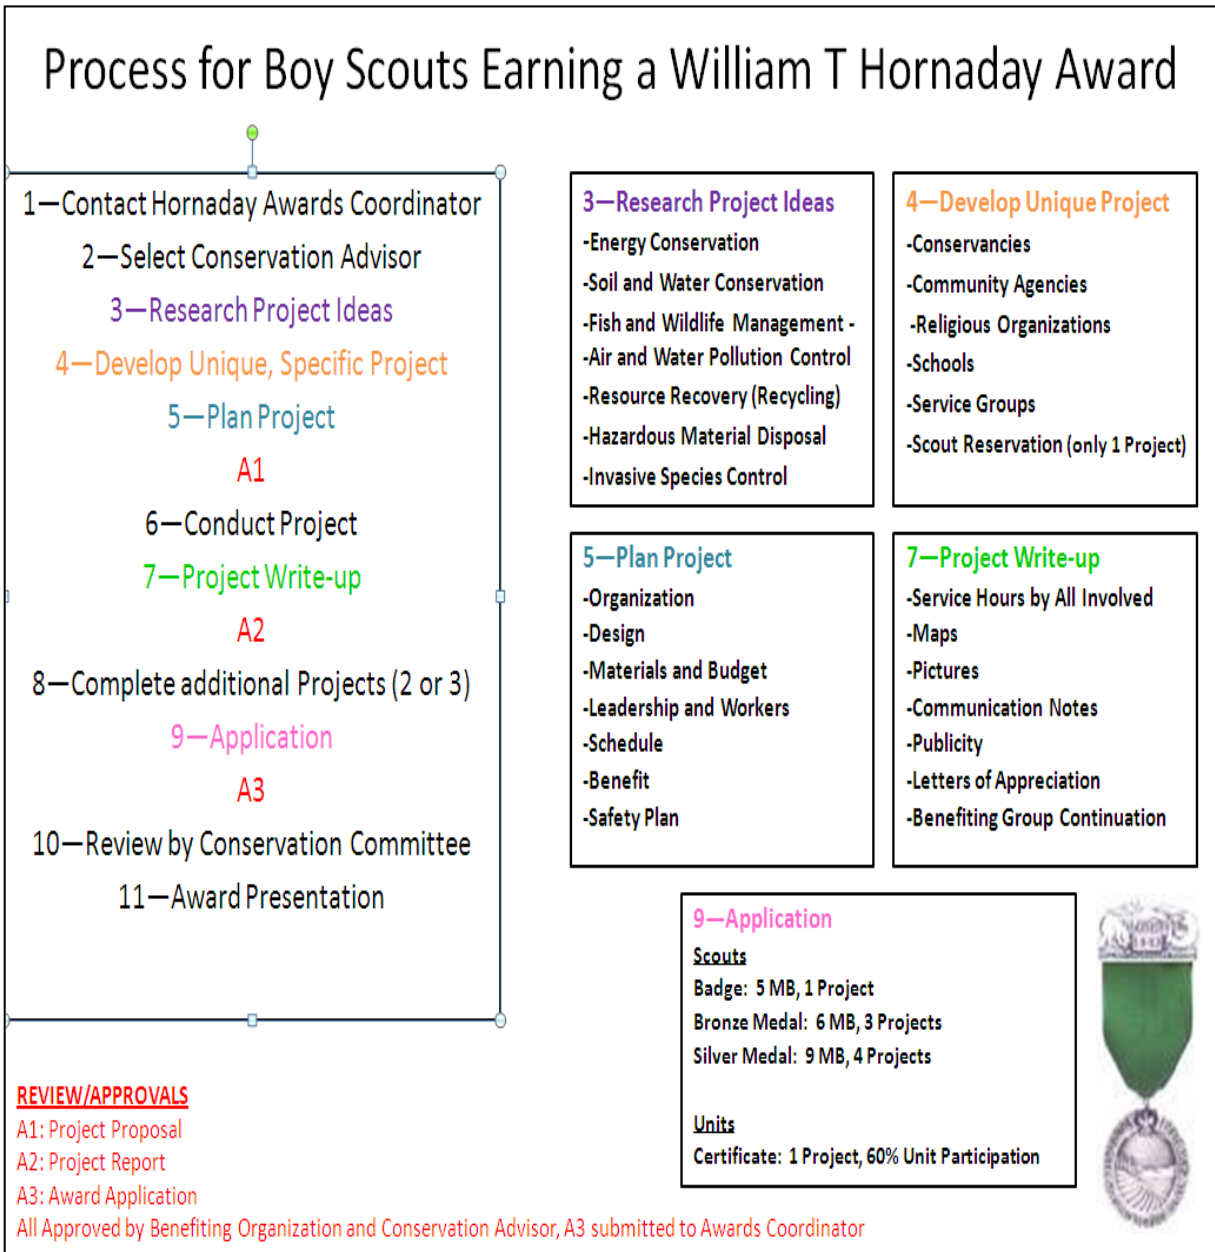 Process for Boy Scouts Earning a William T Hornaday Award
1—Contact Hornaday Awards Coordinator
2—Select Conservation Advisor
3—Research Project Ideas
4—Develop Unique, Specific Project
5—Plan Project
A1
6—Conduct Project
7—Project Write-up
A2
8—Complete additional Projects (2 or 3)
9—Application
A3
10—Review by Conservation Committee
11—Award Presentation
3—Research Project Ideas
-Energy Conservation
-Soil and Water Conservation
-Fish and Wildlife Management -
-Air and Water Pollution Control
-Resource Recovery (Recycling)
-Hazardous Material Disposal
-Invasive Species Control
4—Develop Unique Project
-Conservancies
-Community Agencies
-Religious Organizations
-Schools
-Service Groups
-Scout Reservation (only 1 Project)
5—Plan Project
-Organization
-Design
-Materials and Budget
-Leadership and Workers
-Schedule
-Benefit
-Safety Plan
7—Project Write-up
-Service Hours by All Involved
-Maps
-Pictures
-Communication Notes
-Publicity
-Letters of Appreciation
-Benefiting Group Continuation
9—Application
Scouts
Badge: 5 MB, 1 Project
Bronze Medal: 6 MB, 3 Projects
Silver Medal: 9 MB, 4 Projects
Units
Certificate: 1 Project, 60% Unit Participation
REVIEW/APPROVALS
A1: Project Proposal
A2: Project Report
A3: Award Application
All Approved by Benefiting Organization and Conservation Advisor, A3 submitted to Awards Coordinator